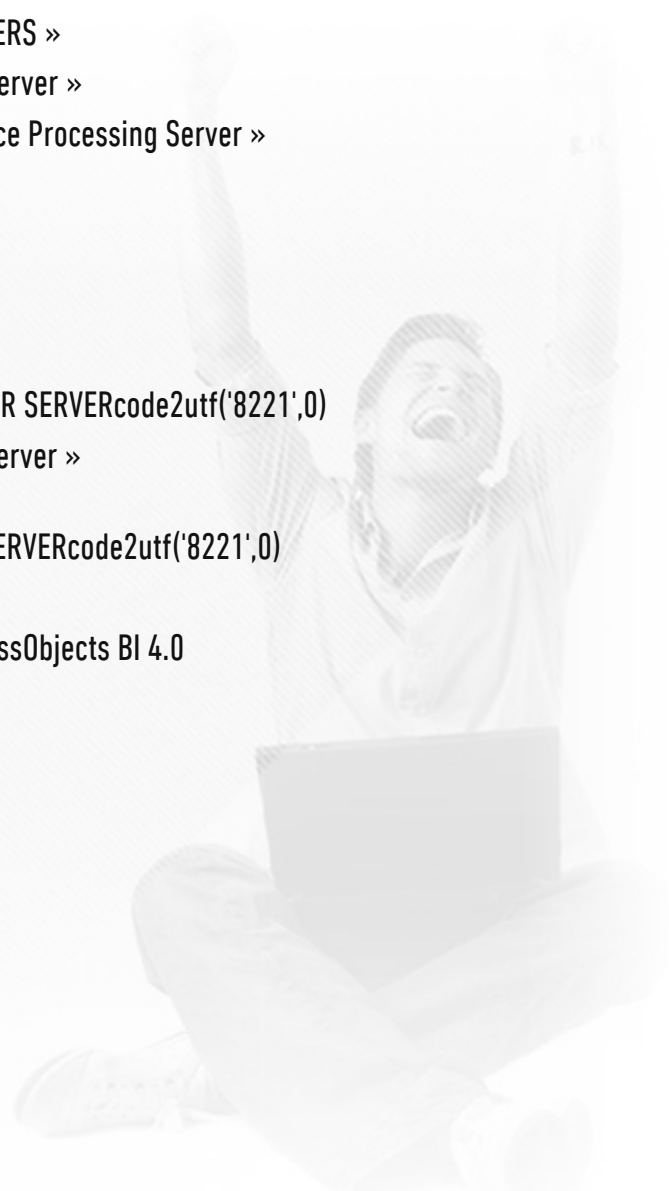 ERS »
erver »
ce Processing Server »
R SERVERcode2utf('8221',0)
erver »
ERVERcode2utf('8221',0)
ssObjects BI 4.0